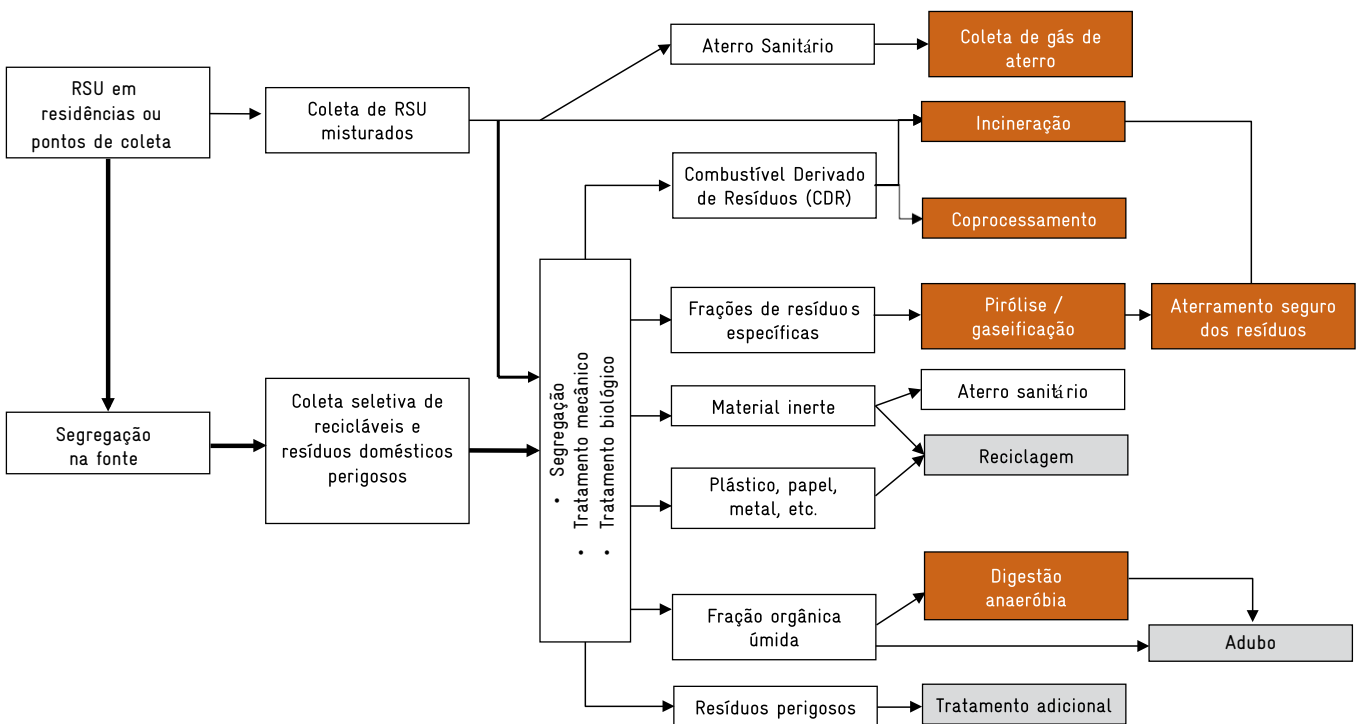 RSU em
residências ou
pontos de coleta
Coleta de RSU
misturados
Aterro Sanitário
Coleta de gás de
aterro
Incineração
Combustível Derivado
de Resíduos (CDR)
Coprocessamento
Segregação
na fonte
Coleta seletiva de
recicláveis e
resíduos domésticos
perigosos
• Segregação
• Tratamento mecânico
• Tratamento biológico
Frações de resíduos
específicas
Pirólise /
gaseificação
Aterramento seguro
dos resíduos
Material inerte
Aterro sanitário
Reciclagem
Plástico, papel,
metal, etc.
Fração orgânica
úmida
Digestão
anaeróbia
Adubo
Resíduos perigosos
Tratamento adicional